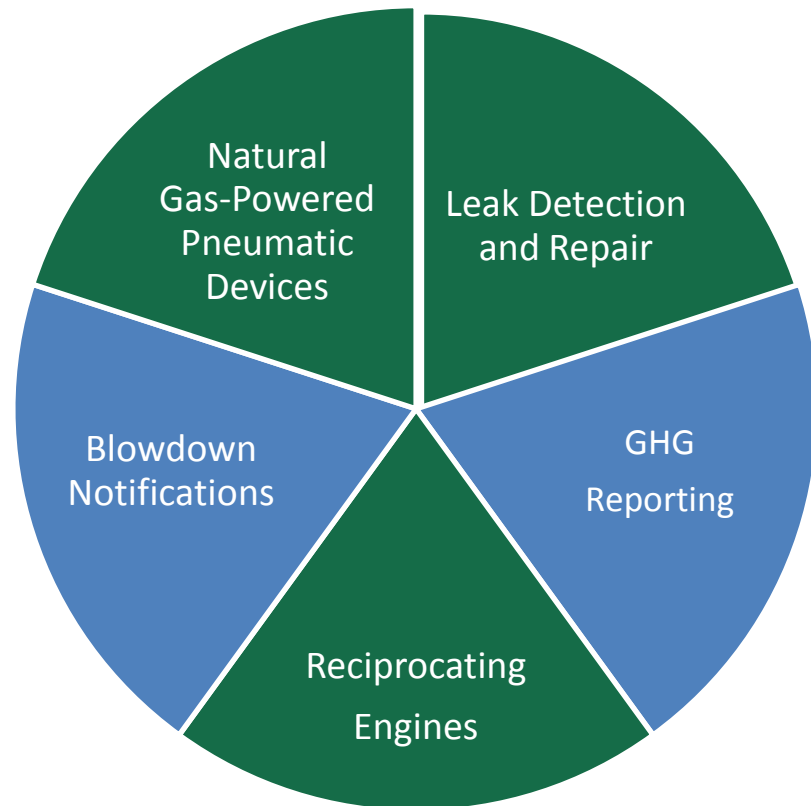 Natural
Gas-Powered
Pneumatic
Devices
Leak Detection
and Repair
Blowdown
Notifications
GHG
Reporting
Reciprocating
Engines